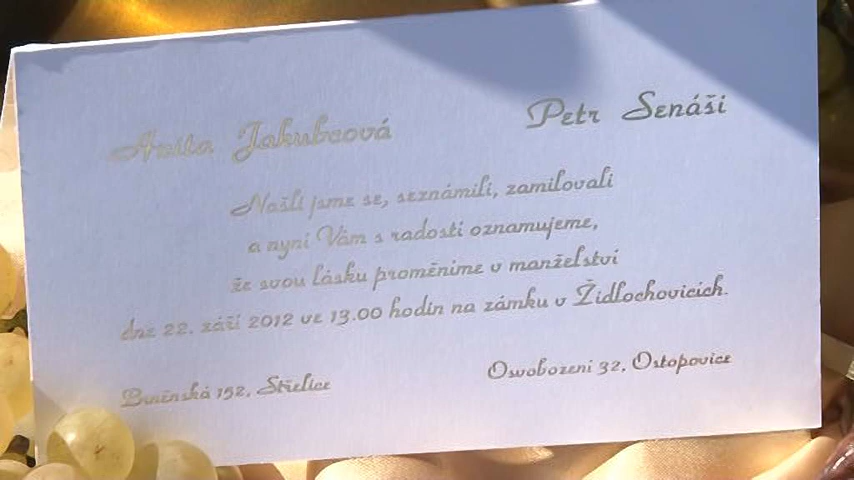 Anita Jakubcová Petr Senáši
Našli jsme se, seznámili, zamilovali
a nyní Vám s radostí oznamujeme,
že svou lásku proměníme v manželství
dne 22. září 2012 ve 13.00 hodin na zámku v Židlochovicích.
Brněnská 152, Střelice Osvobození 32, Ostopovice